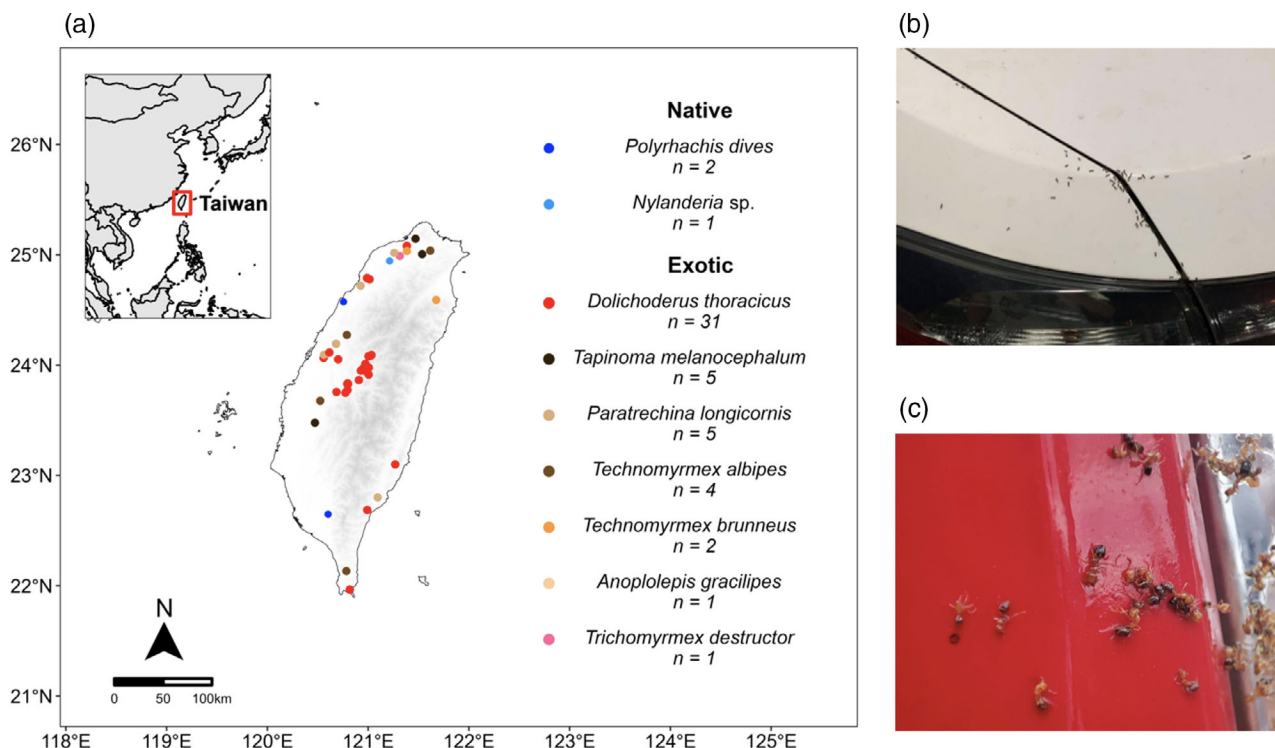 (a)
(b)
(c)
Taiwan
Native
Polyrhachis dives
n = 2
Nylanderia sp.
n = 1
Exotic
Dolichoderus thoracicus
n = 31
Tapinoma melanocephalum
n = 5
Paratrechina longicornis
n = 5
Technomyrmex albipes
n = 4
Technomyrmex brunneus
n = 2
Anoplolepis gracilipes
n = 1
Trichomyrmex destructor
n = 1
26°N
25°N
24°N
23°N
22°N
21°N
N
0 50 100km
118°E 119°E 120°E 121°E 122°E 123°E 124°E 125°E